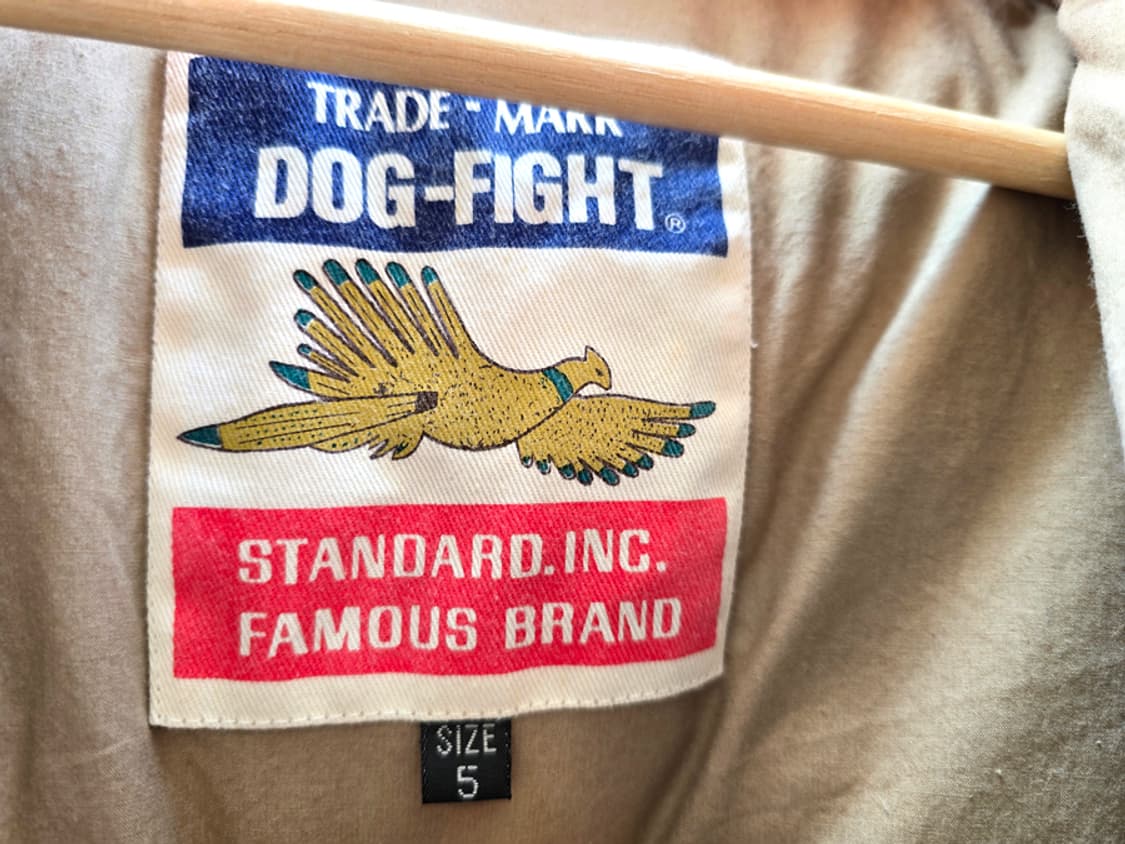 TRADE-MARK
DOG-FIGHT®
STANDARD.INC.
FAMOUS BRAND
SIZE
5